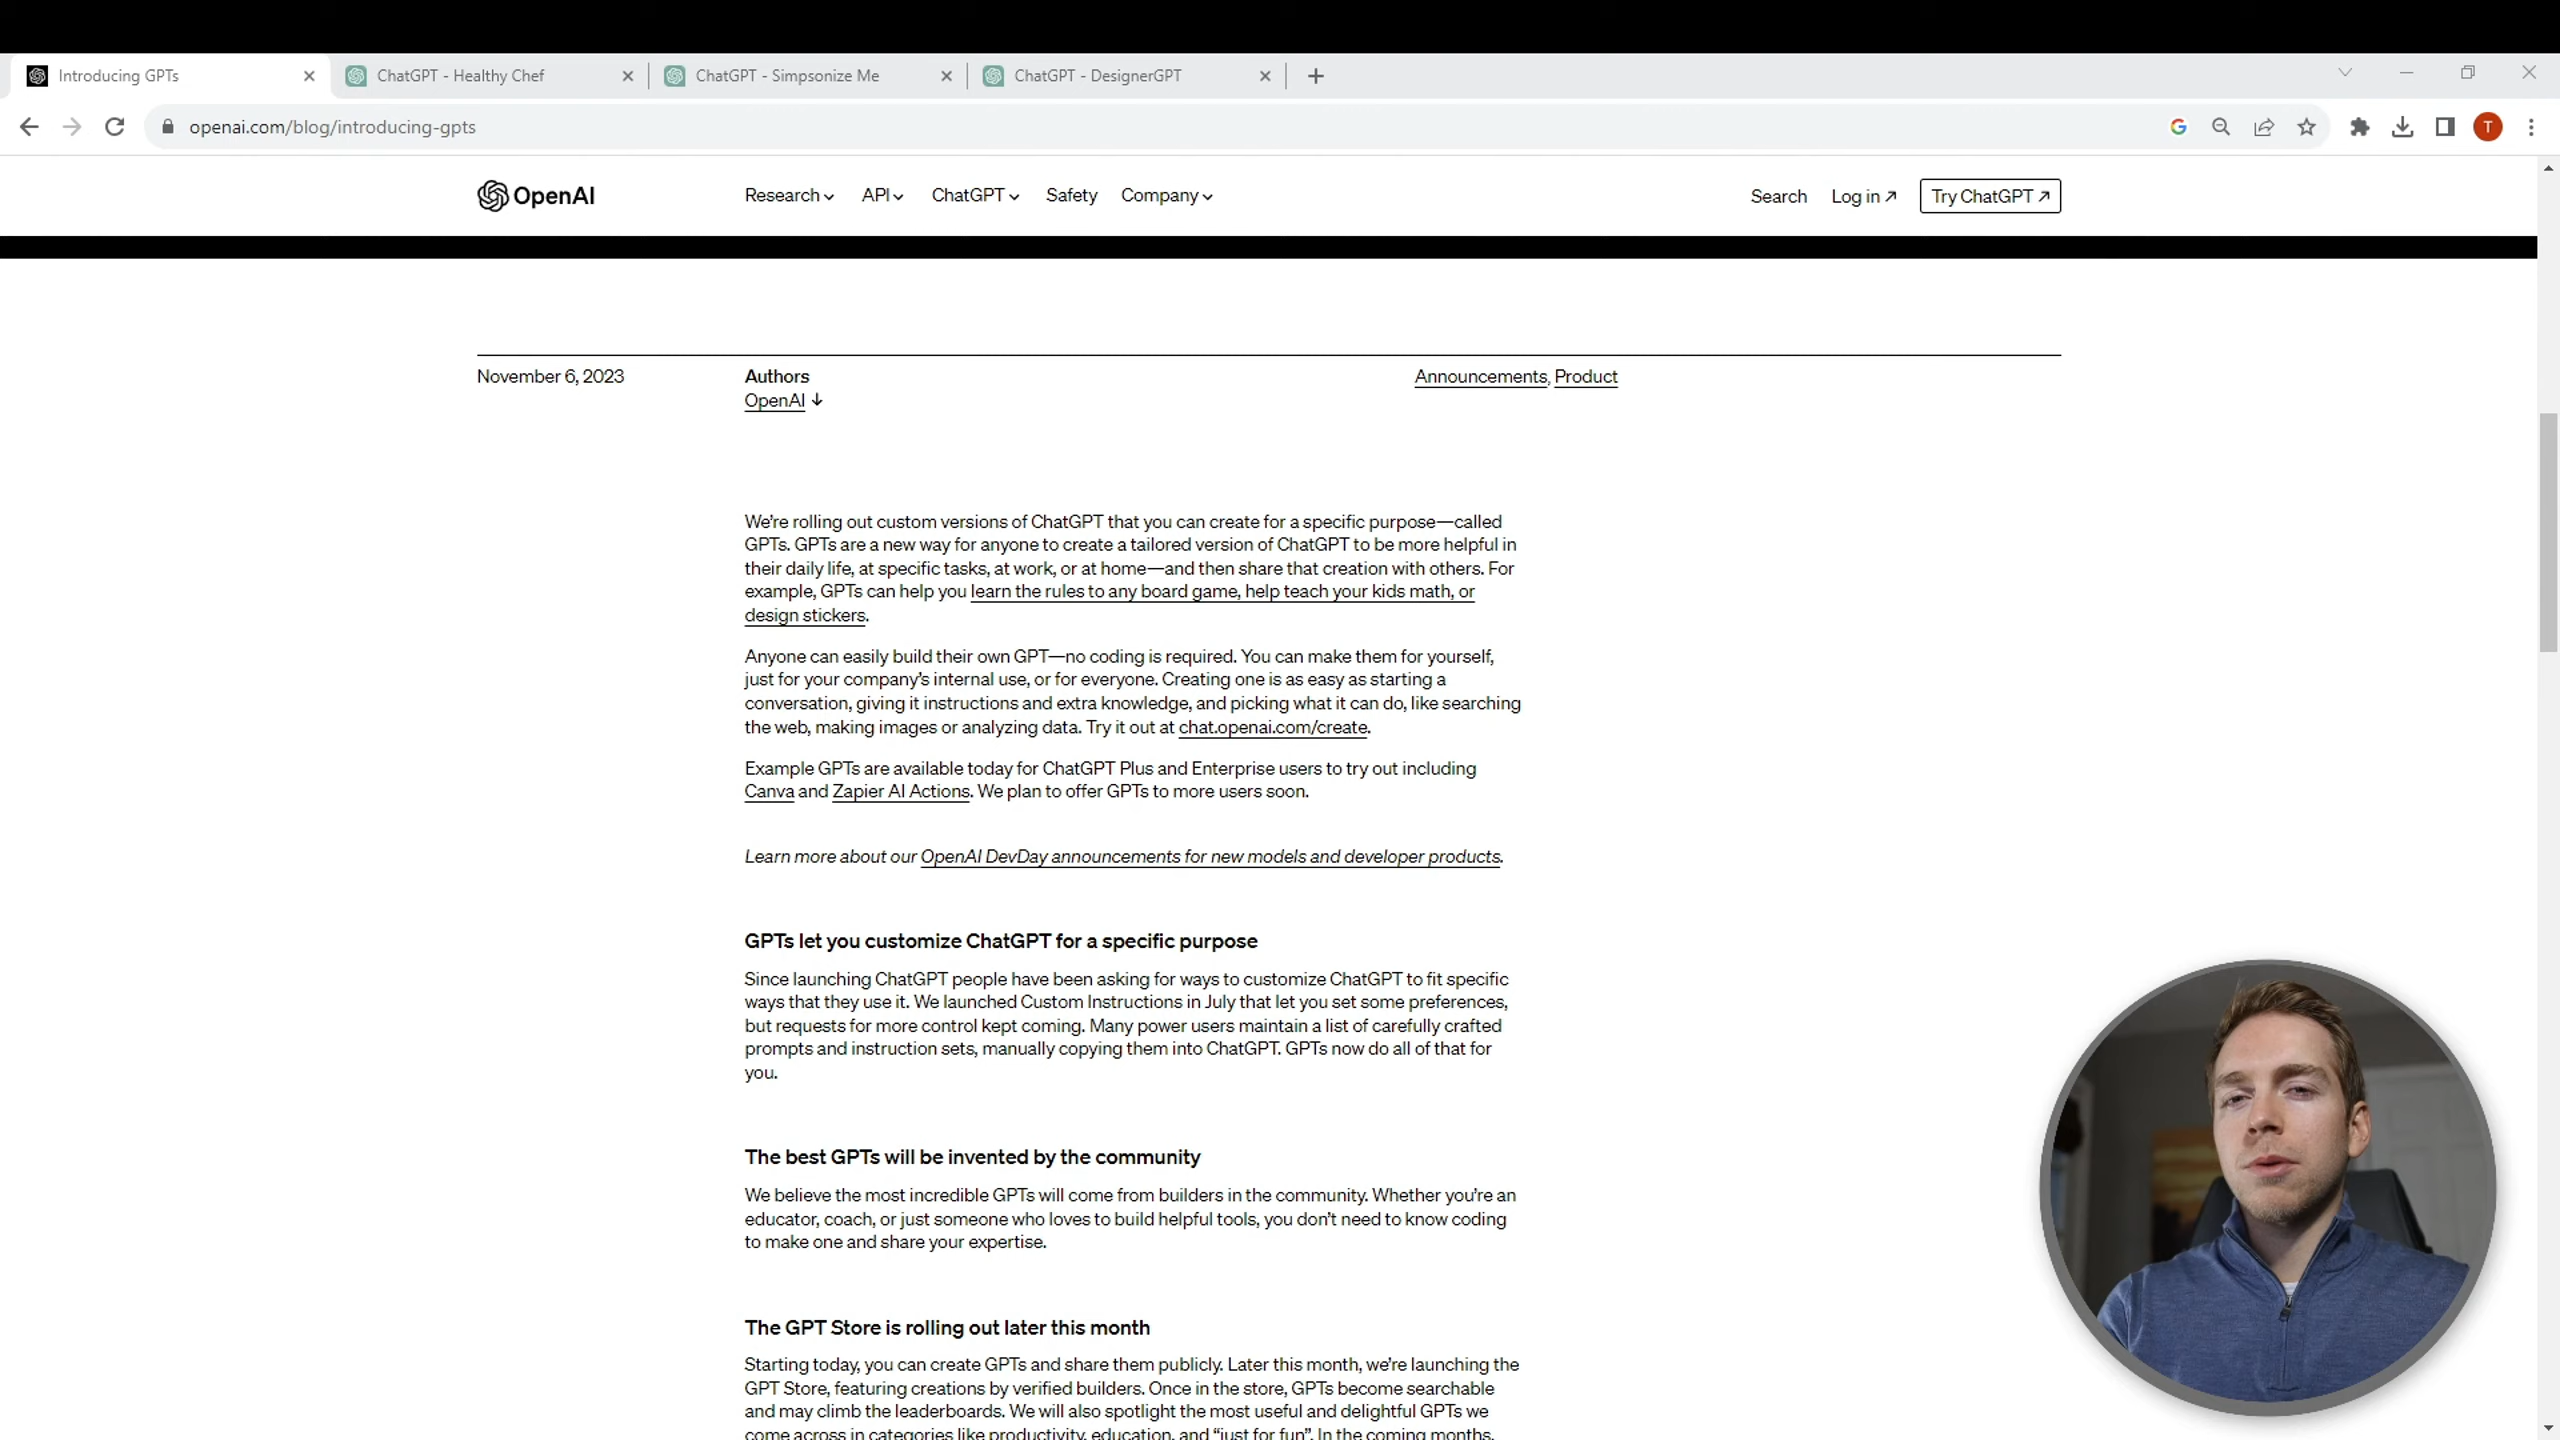 Introducing GPTs
ChatGPT - Healthy Chef
ChatGPT - Simpsonize Me
ChatGPT - DesignerGPT
openai.com/blog/introducing-gpts
G
T
OpenAI
Research
API
ChatGPT
Safety
Company
Search
Log in ↗
Try ChatGPT ↗
November 6, 2023
Authors
OpenAI ↓
Announcements, Product
We’re rolling out custom versions of ChatGPT that you can create for a specific purpose—called
GPTs. GPTs are a new way for anyone to create a tailored version of ChatGPT to be more helpful in
their daily life, at specific tasks, at work, or at home—and then share that creation with others. For
example, GPTs can help you learn the rules to any board game, help teach your kids math, or
design stickers.
Anyone can easily build their own GPT—no coding is required. You can make them for yourself,
just for your company’s internal use, or for everyone. Creating one is as easy as starting a
conversation, giving it instructions and extra knowledge, and picking what it can do, like searching
the web, making images or analyzing data. Try it out at chat.openai.com/create.
Example GPTs are available today for ChatGPT Plus and Enterprise users to try out including
Canva and Zapier AI Actions. We plan to offer GPTs to more users soon.
Learn more about our OpenAI DevDay announcements for new models and developer products.
GPTs let you customize ChatGPT for a specific purpose
Since launching ChatGPT people have been asking for ways to customize ChatGPT to fit specific
ways that they use it. We launched Custom Instructions in July that let you set some preferences,
but requests for more control kept coming. Many power users maintain a list of carefully crafted
prompts and instruction sets, manually copying them into ChatGPT. GPTs now do all of that for
you.
The best GPTs will be invented by the community
We believe the most incredible GPTs will come from builders in the community. Whether you’re an
educator, coach, or just someone who loves to build helpful tools, you don’t need to know coding
to make one and share your expertise.
The GPT Store is rolling out later this month
Starting today, you can create GPTs and share them publicly. Later this month, we’re launching the
GPT Store, featuring creations by verified builders. Once in the store, GPTs become searchable
and may climb the leaderboards. We will also spotlight the most useful and delightful GPTs we
come across in categories like productivity, education, and “just for fun”. In the coming months,